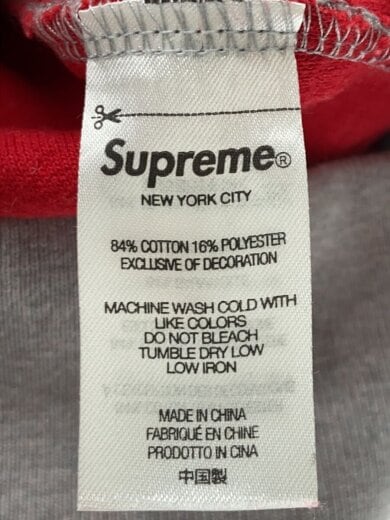 Supreme®
NEW YORK CITY
84% COTTON 16% POLYESTER
EXCLUSIVE OF DECORATION
MACHINE WASH COLD WITH
LIKE COLORS
DO NOT BLEACH
TUMBLE DRY LOW
LOW IRON
MADE IN CHINA
FABRIQUÉ EN CHINE
PRODOTTO IN CINA
中国製